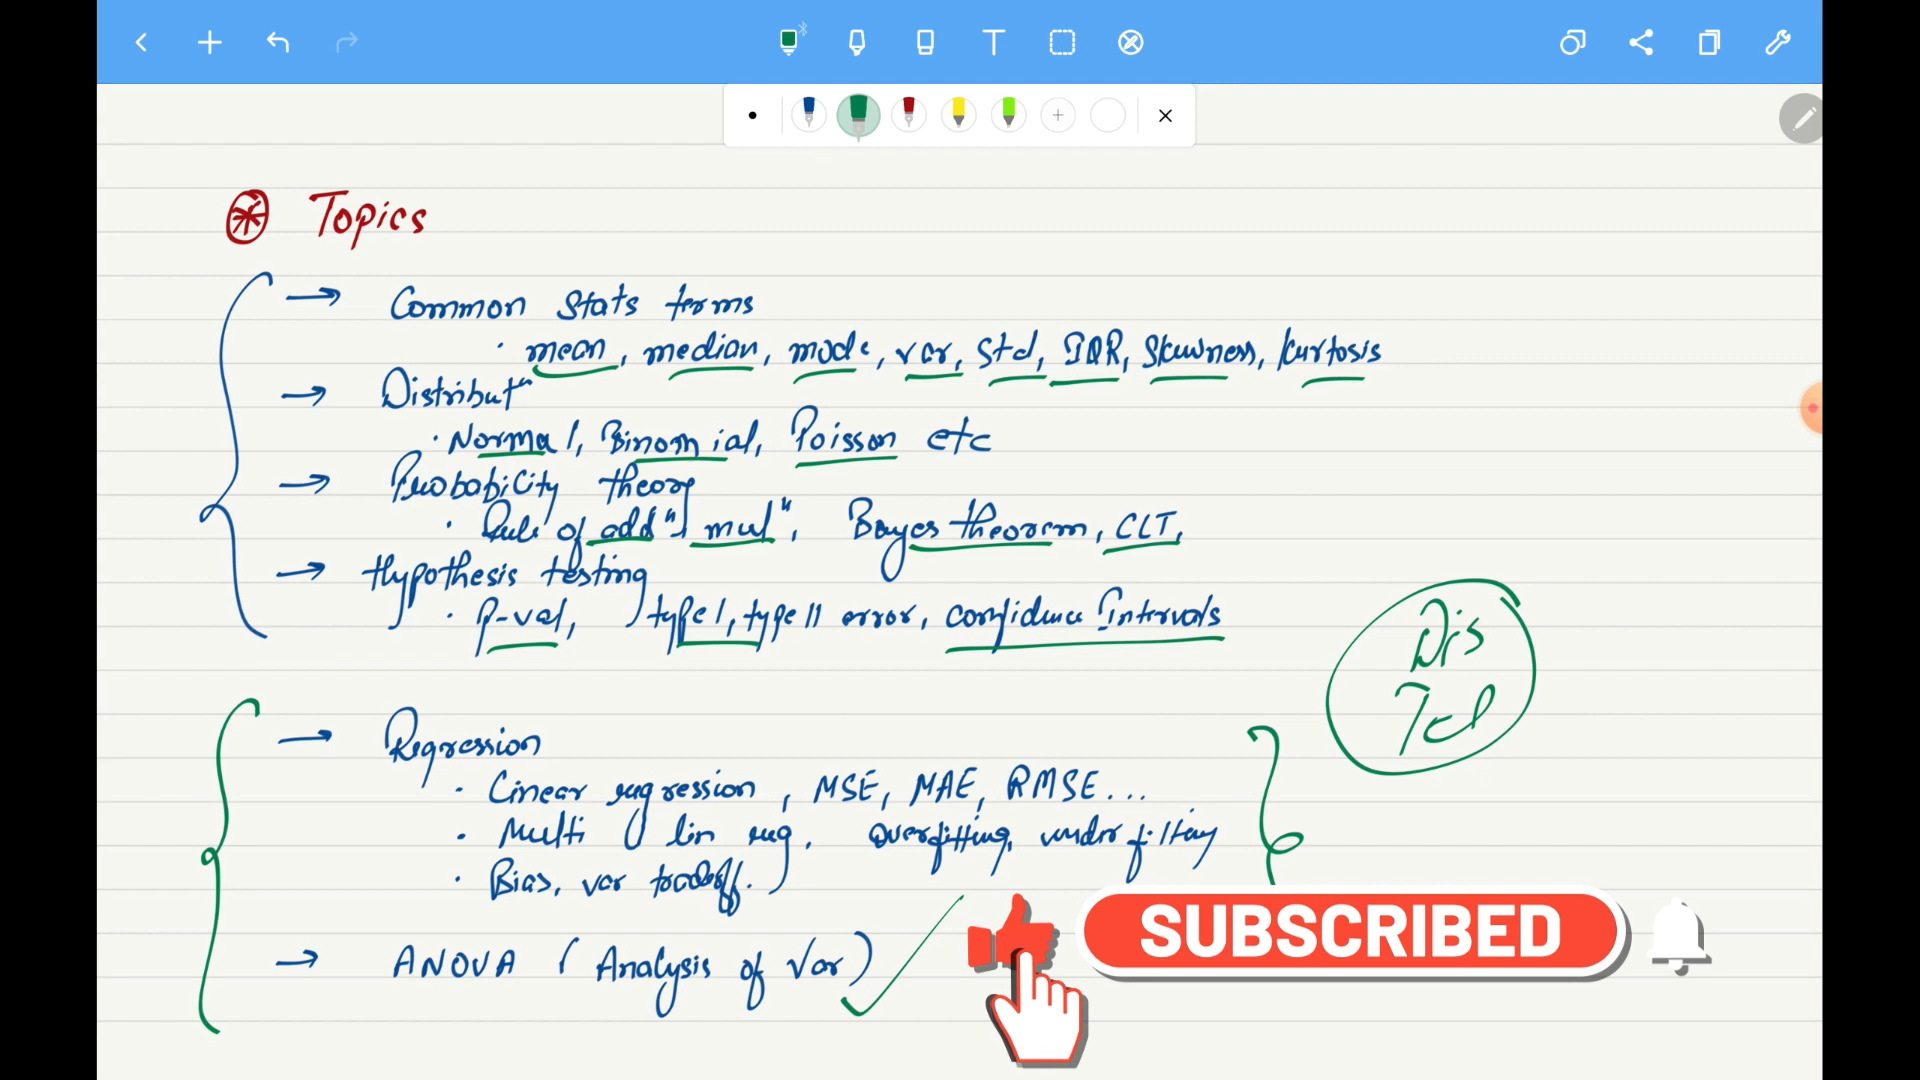 Topics
→ Common Stats terms
· mean, median, mode, var, std, IQR, Skewness, kurtosis
→ Distribut"
· Normal, Binomial, Poisson etc
→ Probability theory
· Rule of add" mul", Bayes theorem, CLT,
→ Hypothesis testing
· p-val, type I, type II error, confidence Intervals
Dis
→ Regression
· Linear regression, MSE, MAE, RMSE...
· Multi lin reg. Overfitting, underfitting
· Bias, var tradeoff.
→ ANOVA (Analysis of Var)
SUBSCRIBED